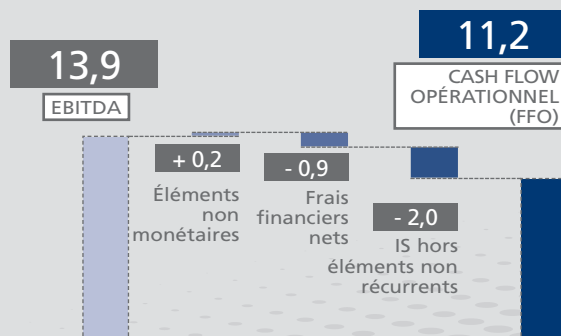 13,9
EBITDA
+ 0,2
Éléments
non
monétaires
- 0,9
Frais
financiers
nets
- 2,0
IS hors
éléments non
récurrents
11,2
CASH FLOW
OPÉRATIONNEL
(FFO)